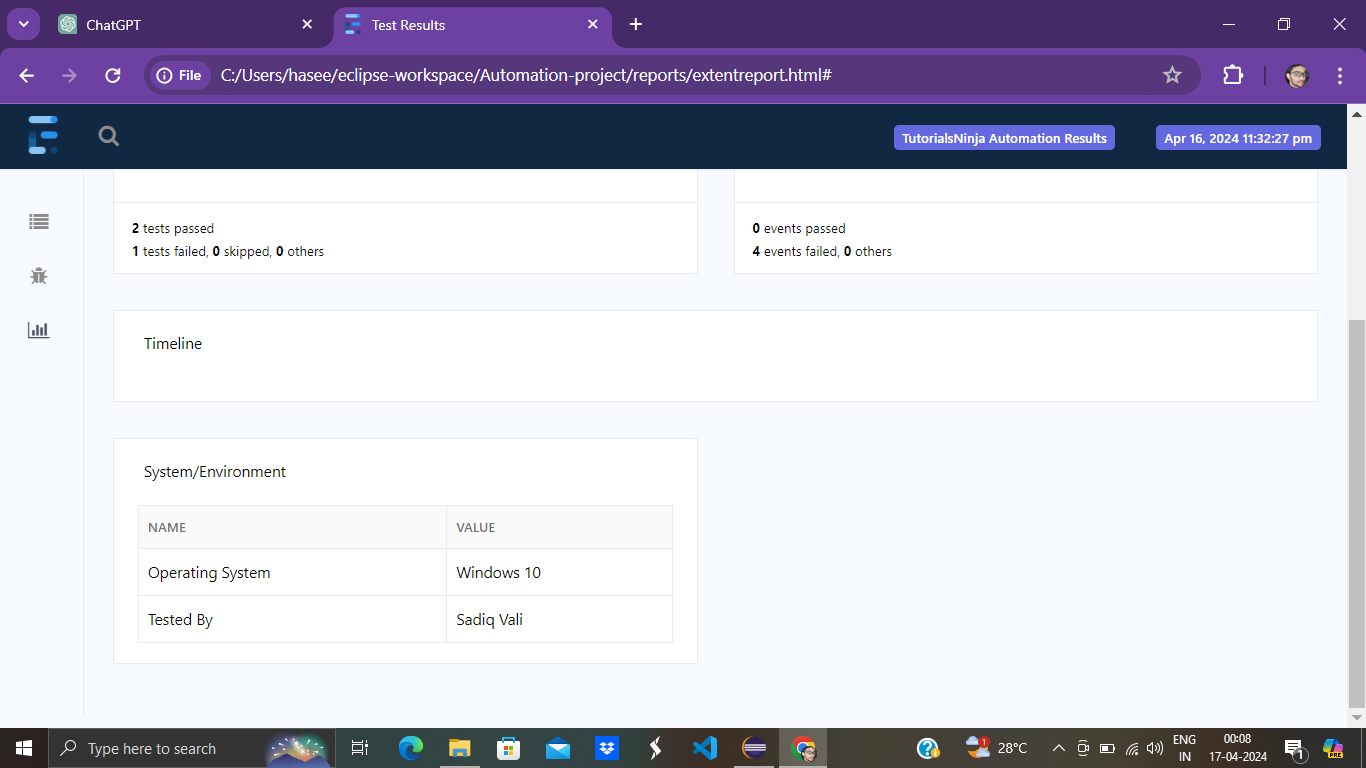 ChatGPT
Test Results
File
C:/Users/hasee/eclipse-workspace/Automation-project/reports/extentreport.html#
TutorialsNinja Automation Results
Apr 16, 2024 11:32:27 pm
2 tests passed
1 tests failed, 0 skipped, 0 others
0 events passed
4 events failed, 0 others
Timeline
System/Environment
NAME VALUE
Operating System Windows 10
Tested By Sadiq Vali
Type here to search
1
28°C
ENG
IN
00:08
17-04-2024
1
PRE